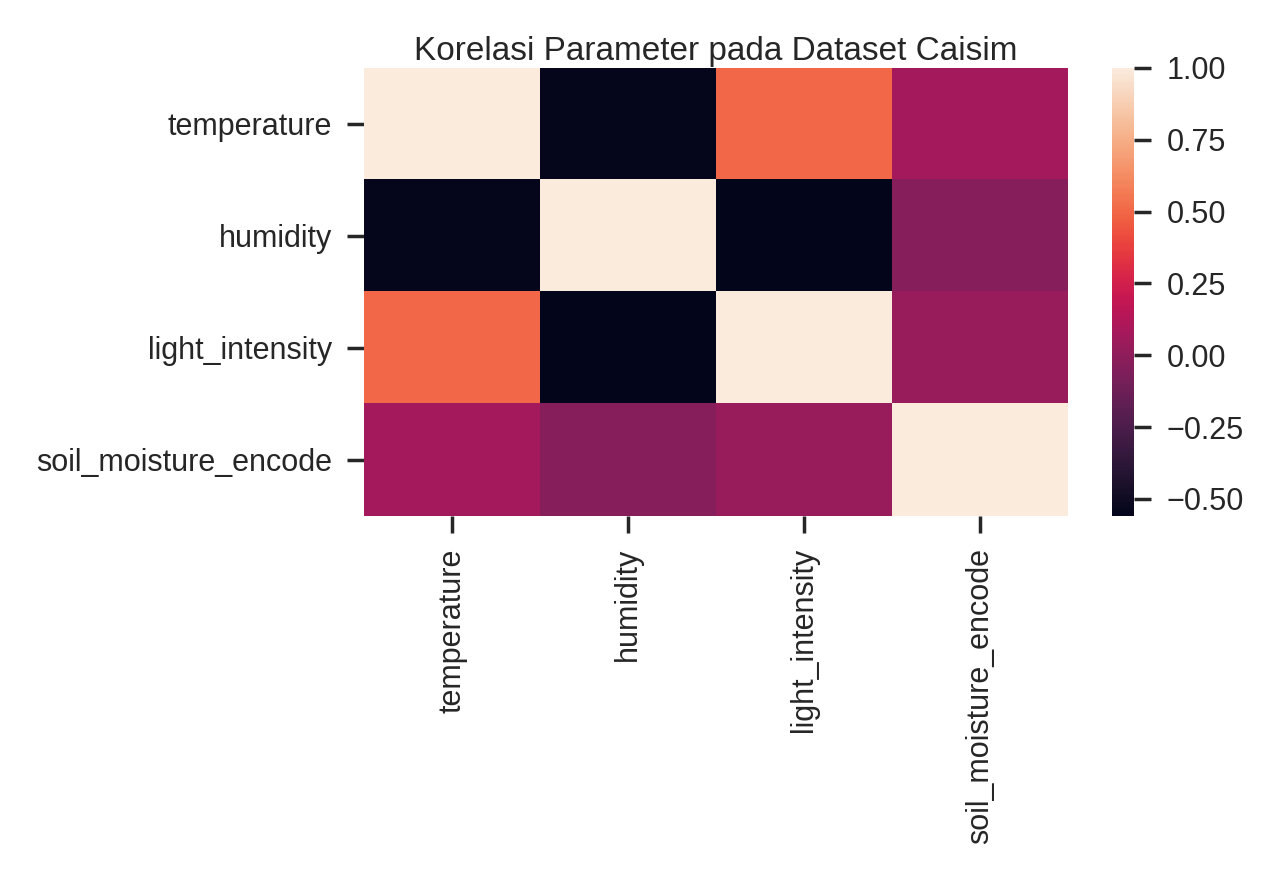 Korelasi Parameter pada Dataset Caisim
temperature
humidity
light_intensity
soil_moisture_encode
temperature
humidity
light_intensity
soil_moisture_encode
1.00
0.75
0.50
0.25
0.00
−0.25
−0.50